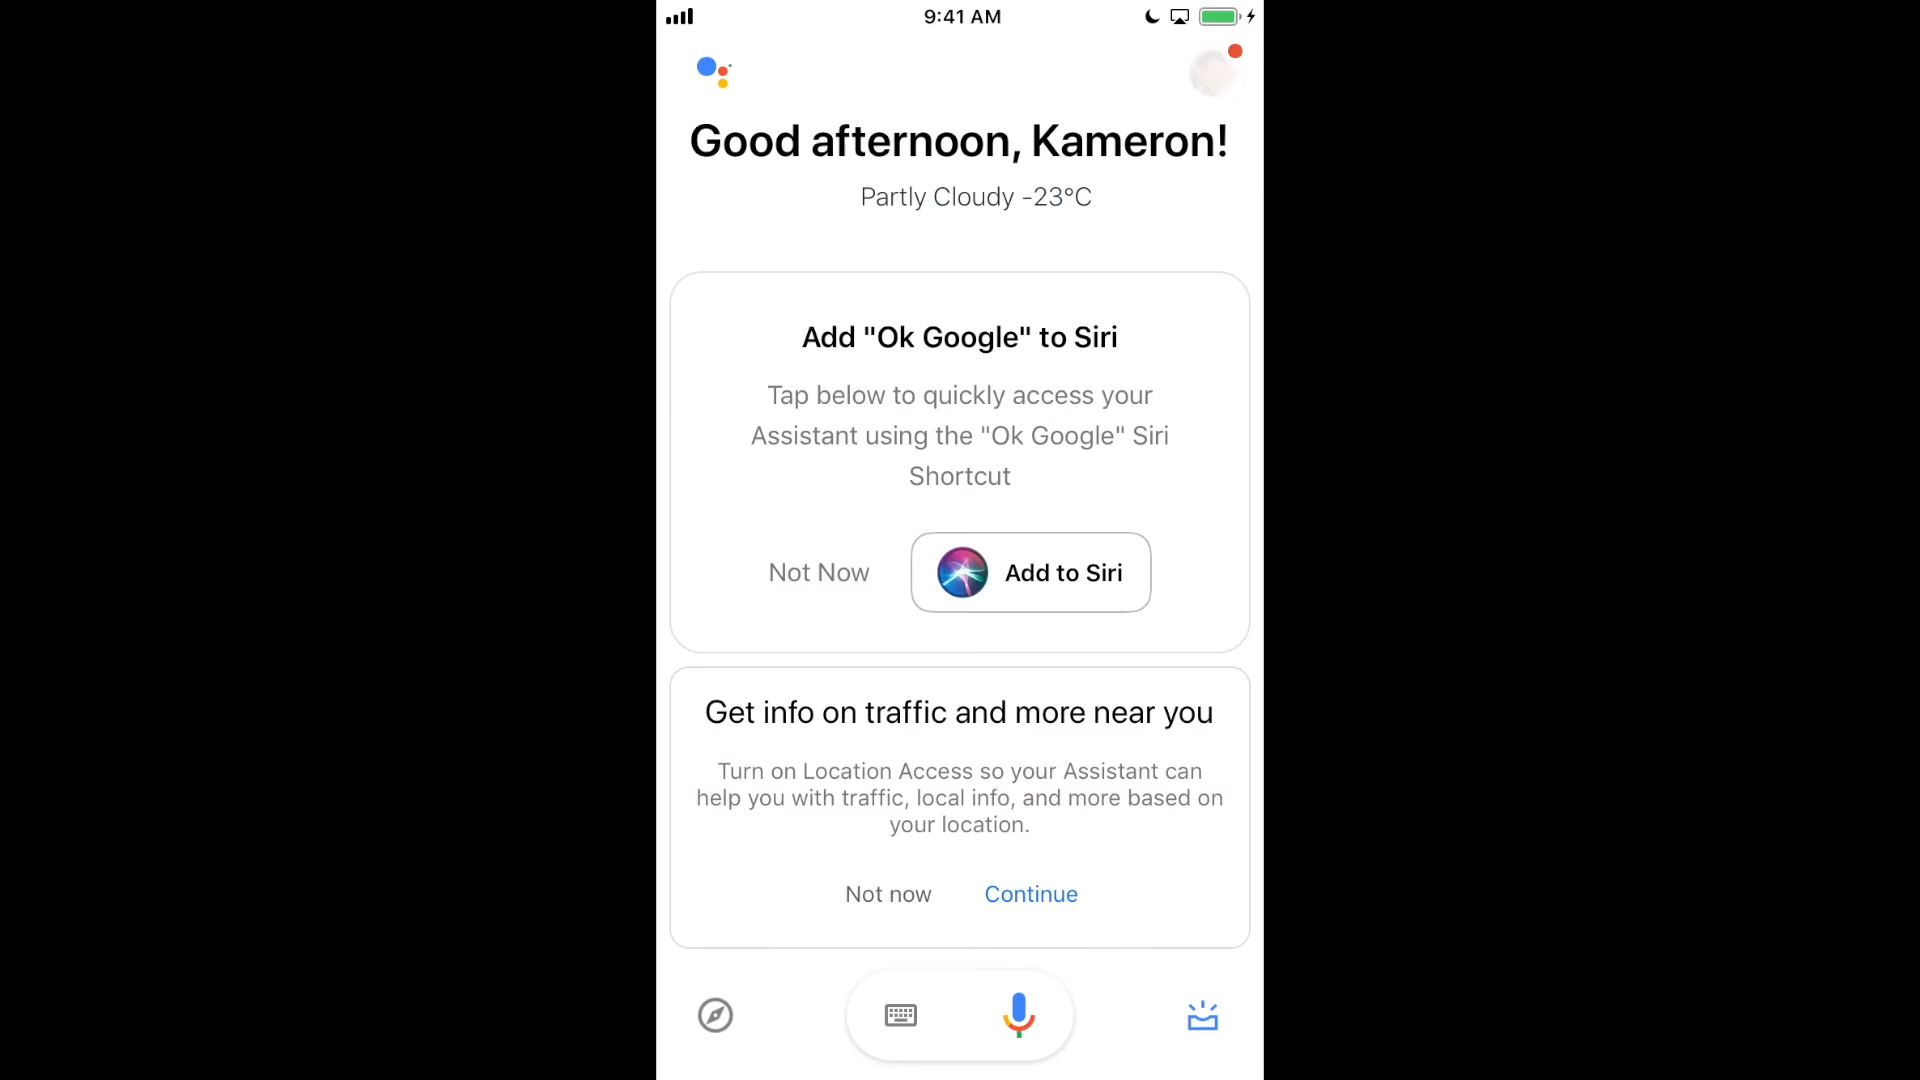 9:41 AM
Good afternoon, Kameron!
Partly Cloudy -23°C
Add "Ok Google" to Siri
Tap below to quickly access your
Assistant using the "Ok Google" Siri
Shortcut
Not Now
Add to Siri
Get info on traffic and more near you
Turn on Location Access so your Assistant can
help you with traffic, local info, and more based on
your location.
Not now
Continue